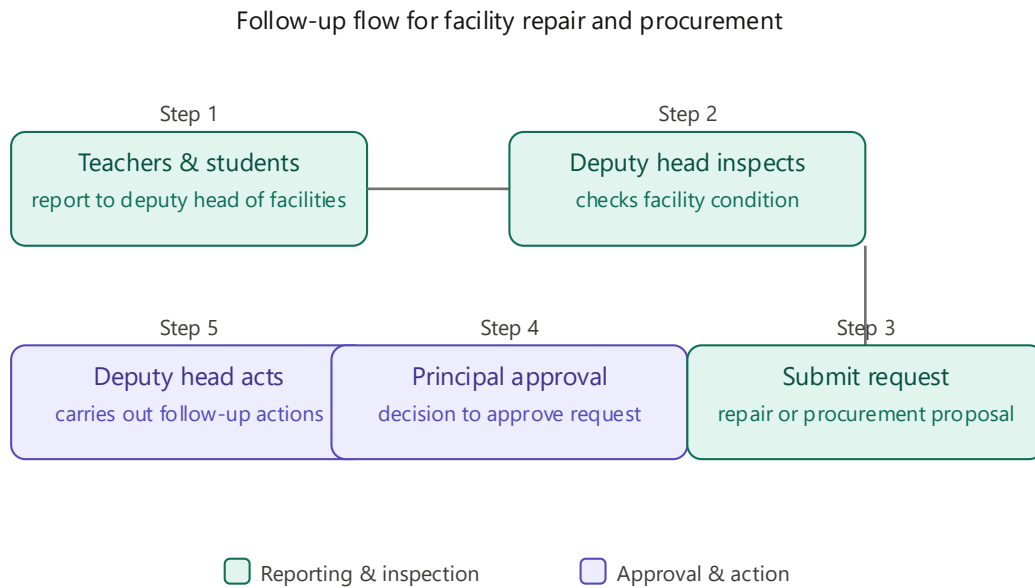 Follow-up flow for facility repair and procurement
Step 1
Teachers & students
report to deputy head of facilities
Step 2
Deputy head inspects
checks facility condition
Step 3
Submit request
repair or procurement proposal
Step 4
Principal approval
decision to approve request
Step 5
Deputy head acts
carries out follow-up actions
Reporting & inspection
Approval & action